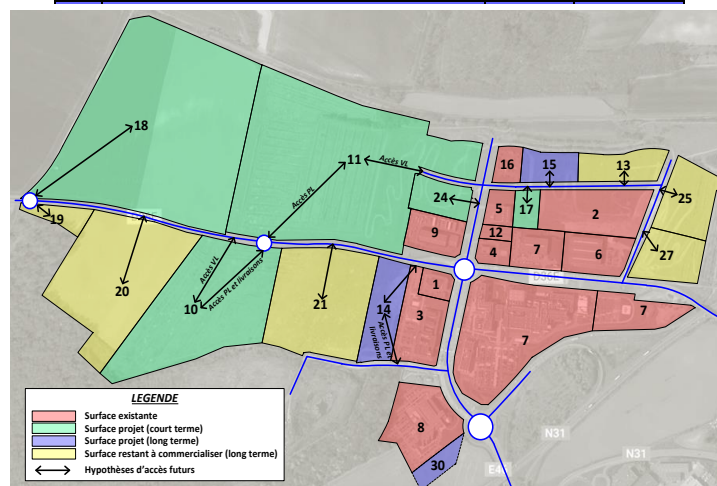 18
11
Accès VL
Accès PL
16
15
13
24
5
17
2
25
19
9
12
4
7
6
27
20
Accès VL
Accès PL et livraisons
10
21
14
Accès PL et
livraisons
1
3
7
7
8
30
N31
N31
LEGENDE
Surface existante
Surface projet (court terme)
Surface projet (long terme)
Surface restant à commercialiser (long terme)
Hypothèses d'accès futurs